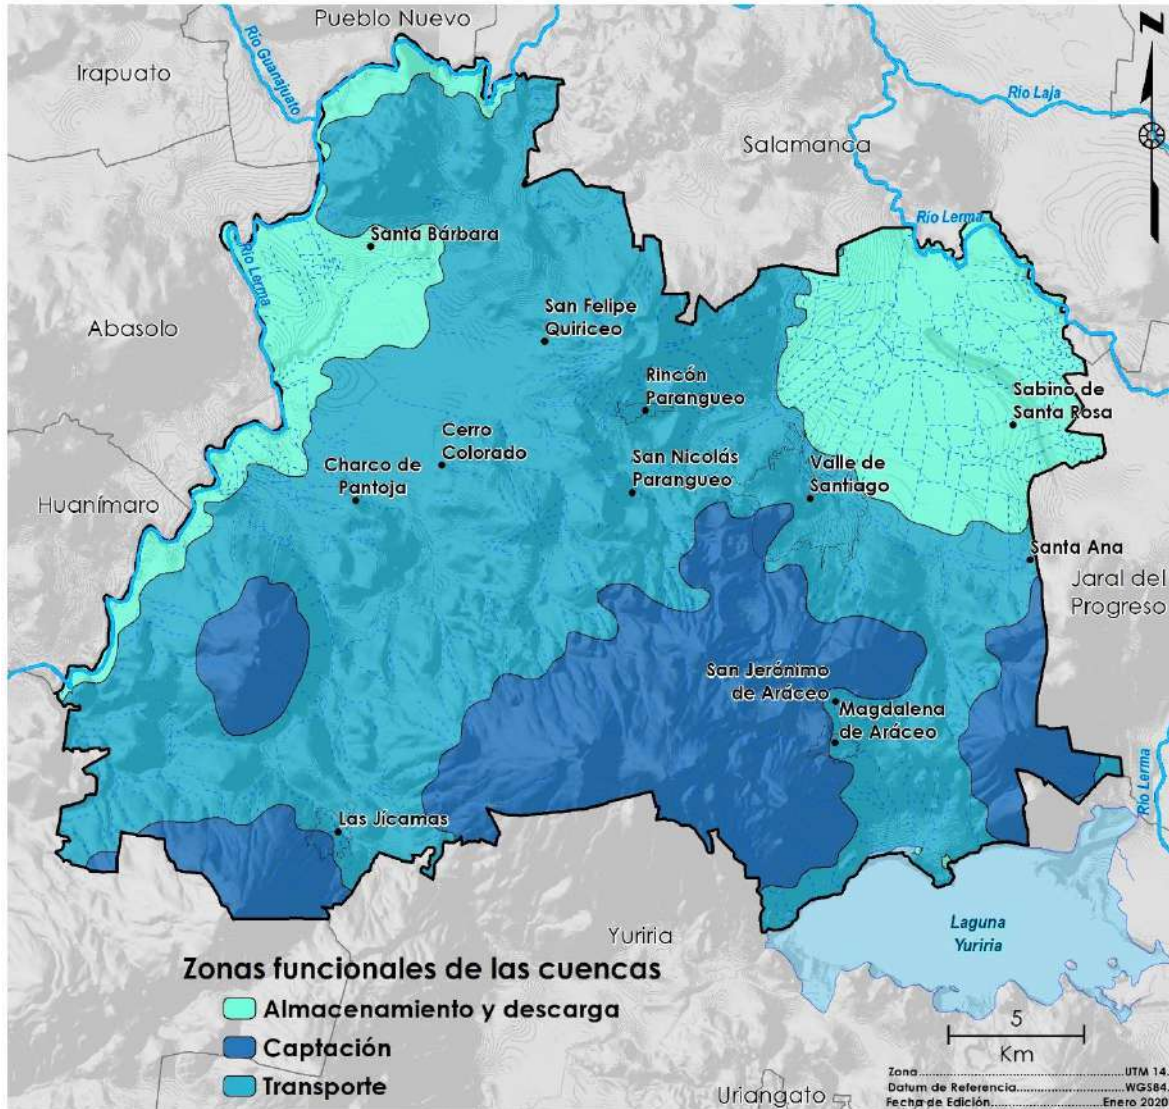 Pueblo Nuevo
Irapuato
Río Guanajuato
Río Laja
Salamanca
Río Lerma
Santa Bárbara
Río Lerma
Abasolo
San Felipe
Quiriceo
Rincón
Parangueo
Sabino de
Santa Rosa
Cerro
Colorado
Charco de
Pantoja
San Nicolás
Parangueo
Valle de
Santiago
Huanímaro
Santa Ana
Jaral del
Progreso
San Jerónimo
de Aráceo
Magdalena
de Aráceo
Río Lerma
Las Jícamas
Laguna
Yuriria
Yuriria
Zonas funcionales de las cuencas
Almacenamiento y descarga
Captación
Transporte
5
Km
Uriangato
Zona UTM 14.
Datum de Referencia WGS84.
Fecha de Edición Enero 2020
Z